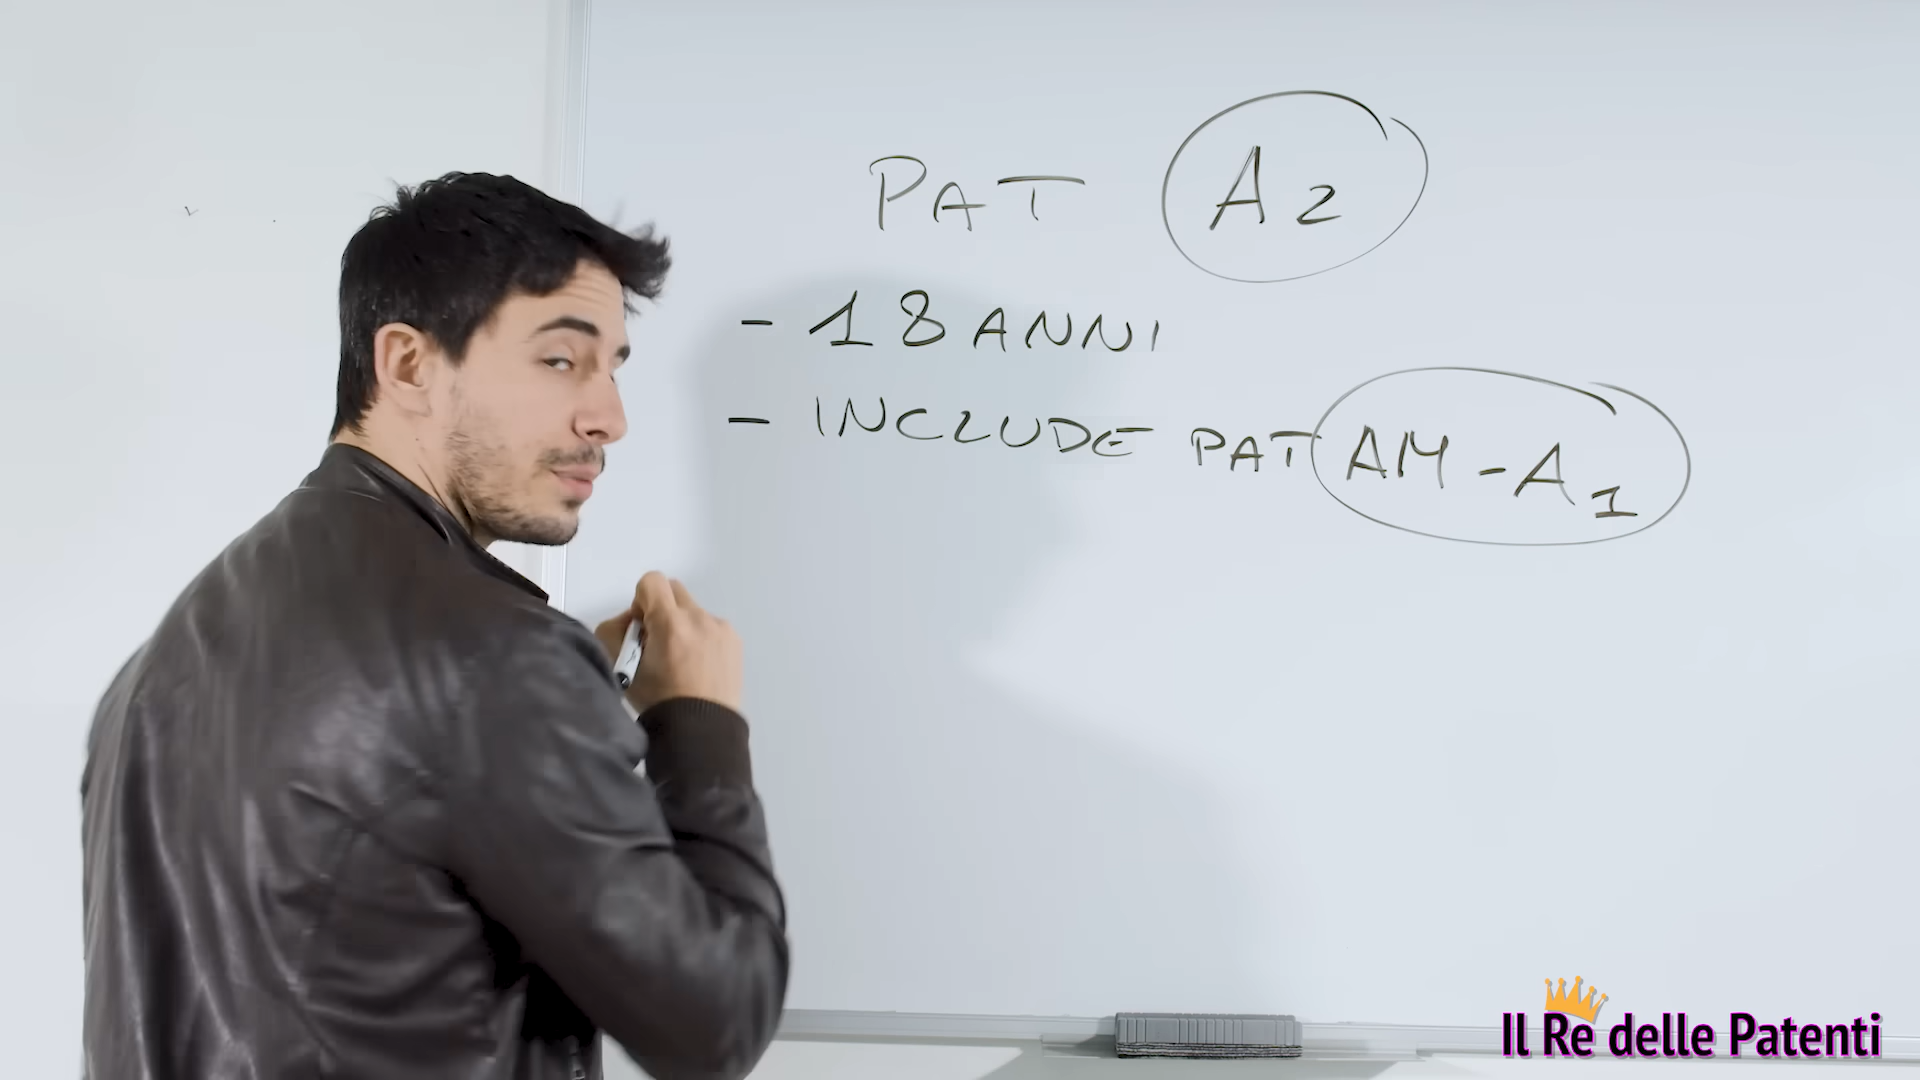 PAT A2
- 18 ANNI
- INCLUDE PAT AM - A1
Il Re delle Patenti